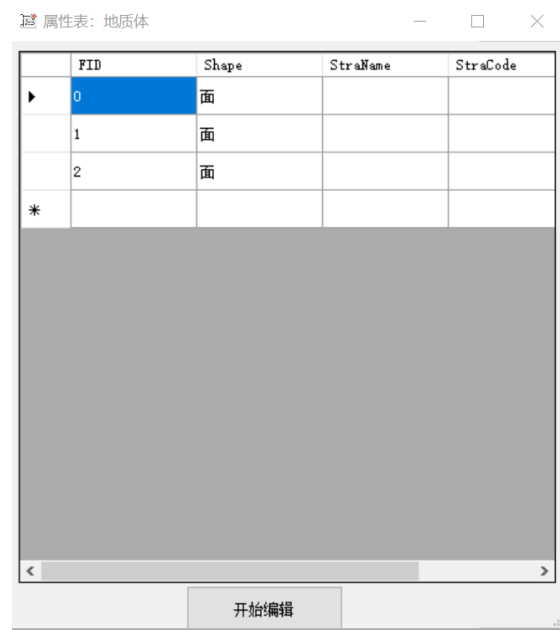 属性表：地质体
FID Shape StraName StraCode
0 面
1 面
2 面
开始编辑